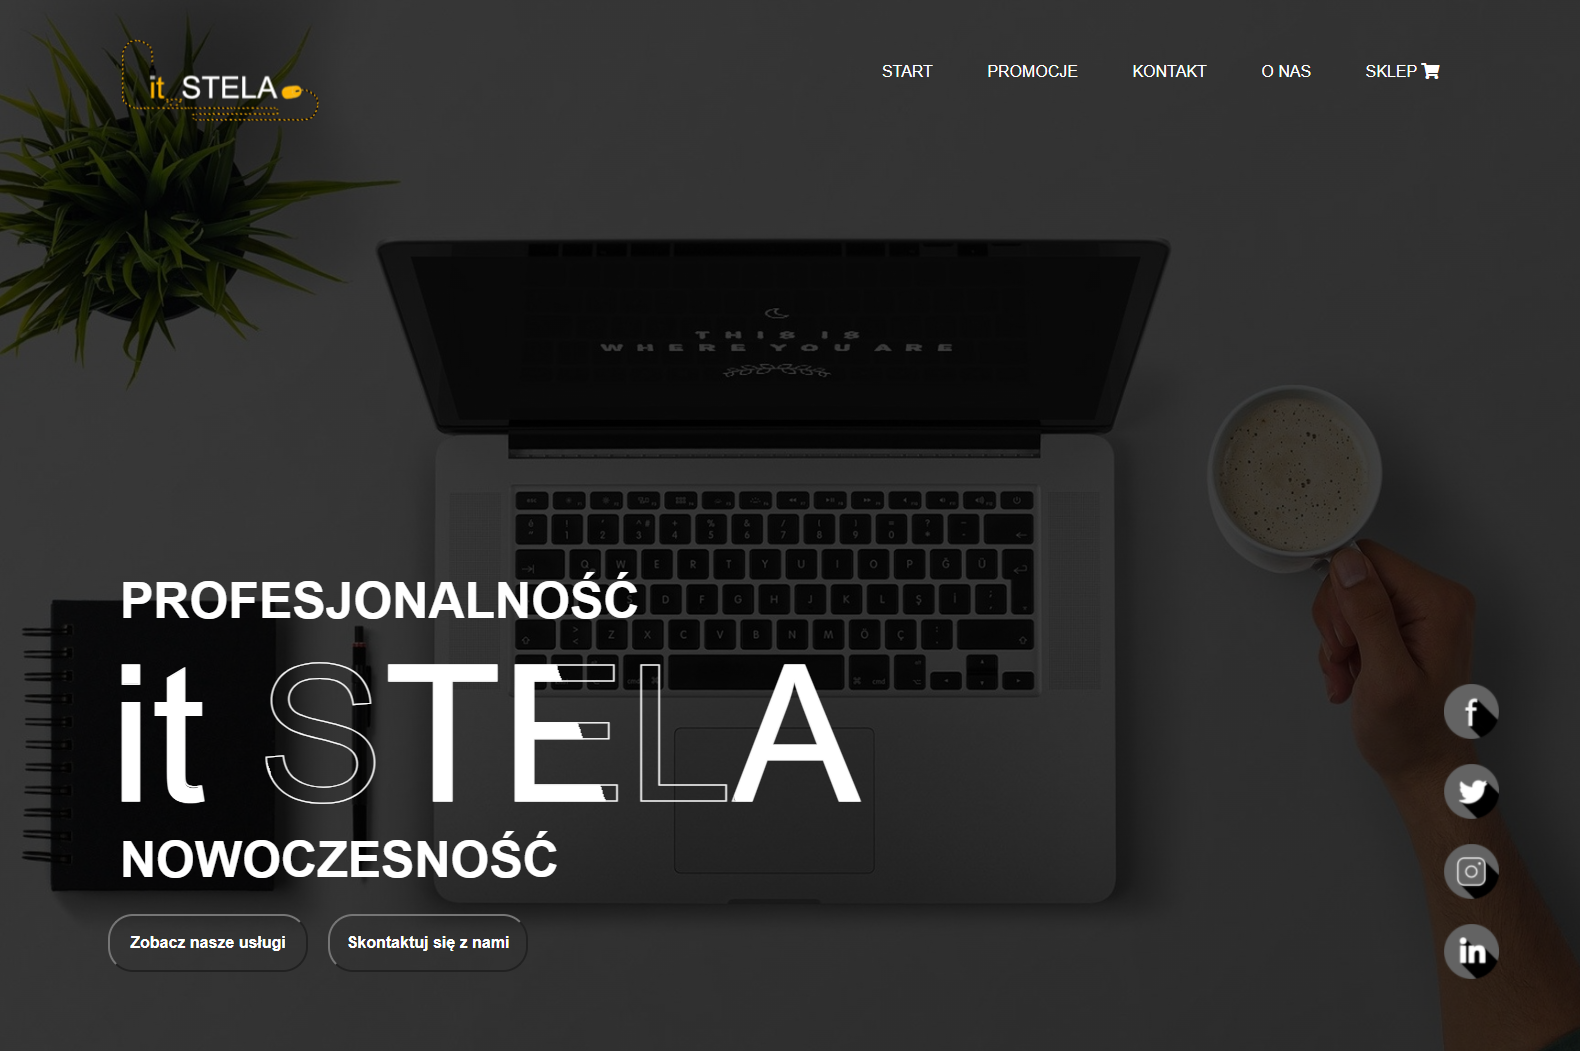 it STELA
START PROMOCJE KONTAKT O NAS SKLEP
THIS IS
WHERE YOU ARE
PROFESJONALNOŚĆ
it STELA
NOWOCZESNOŚĆ
Zobacz nasze usługi Skontaktuj się z nami
f
in